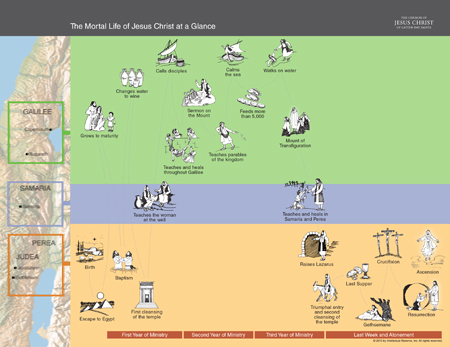 The Mortal Life of Jesus Christ at a Glance
THE CHURCH OF
JESUS CHRIST
OF LATTER-DAY SAINTS
GALILEE
Capernaum
Nazareth
SAMARIA
PEREA
JUDEA
Jerusalem
Bethlehem
Calls disciples
Calms
the sea
Walks on water
Changes water
to wine
Sermon on
the Mount
Feeds more
than 5,000
Grows to maturity
Mount of
Transfiguration
Teaches and heals
throughout Galilee
Teaches parables
of the kingdom
Teaches the woman
at the well
Teaches and heals in
Samaria and Perea
Birth
Baptism
Raises Lazarus
Last Supper
Crucifixion
Ascension
Escape to Egypt
First cleansing
of the temple
Triumphal entry
and second
cleansing of
the temple
Gethsemane
Resurrection
First Year of Ministry
Second Year of Ministry
Third Year of Ministry
Last Week and Atonement